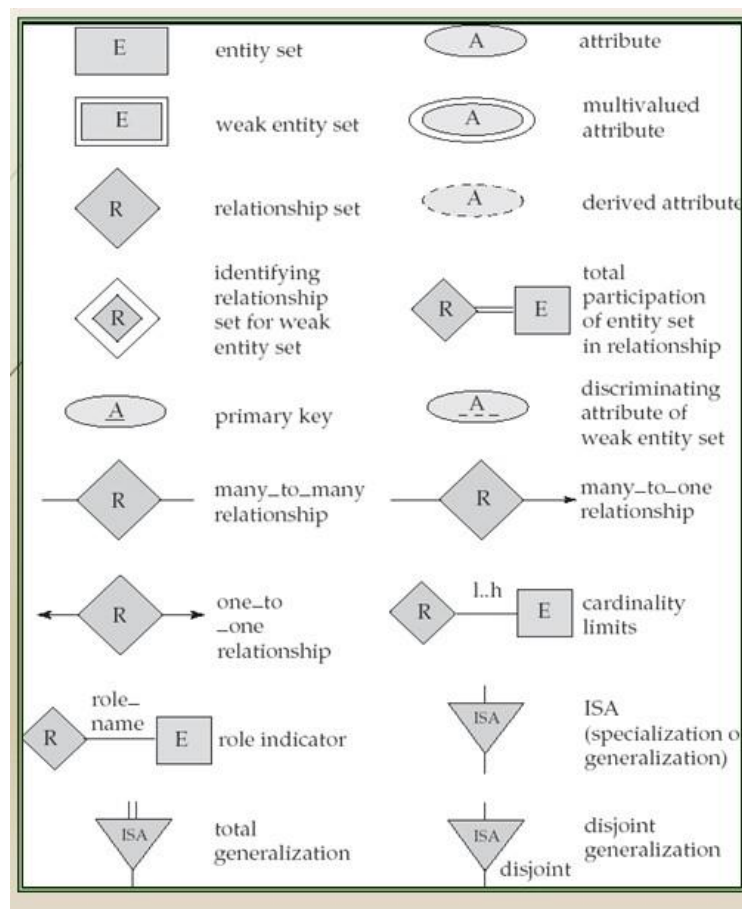 E
entity set
A
attribute
E
weak entity set
A
multivalued
attribute
R
relationship set
A
derived attribute
R
identifying
relationship
set for weak
entity set
R
E
total
participation
of entity set
in relationship
A
primary key
A
discriminating
attribute of
weak entity set
R
many_to_many
relationship
R
many_to_one
relationship
R
one_to
_one
relationship
R
l..h
E
cardinality
limits
R
role_
name
E
role indicator
ISA
ISA
(specialization o
generalization)
ISA
total
generalization
ISA
disjoint
disjoint
generalization